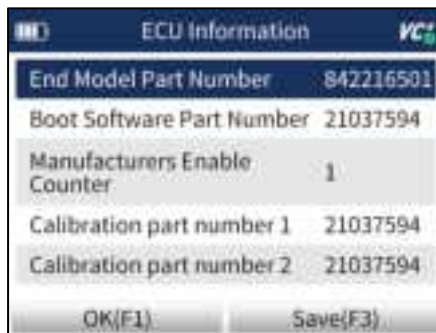 ECU Information VCI
End Model Part Number 842216501
Boot Software Part Number 21037594
Manufacturers Enable
Counter 1
Calibration part number 1 21037594
Calibration part number 2 21037594
OK(F1) Save(F3)